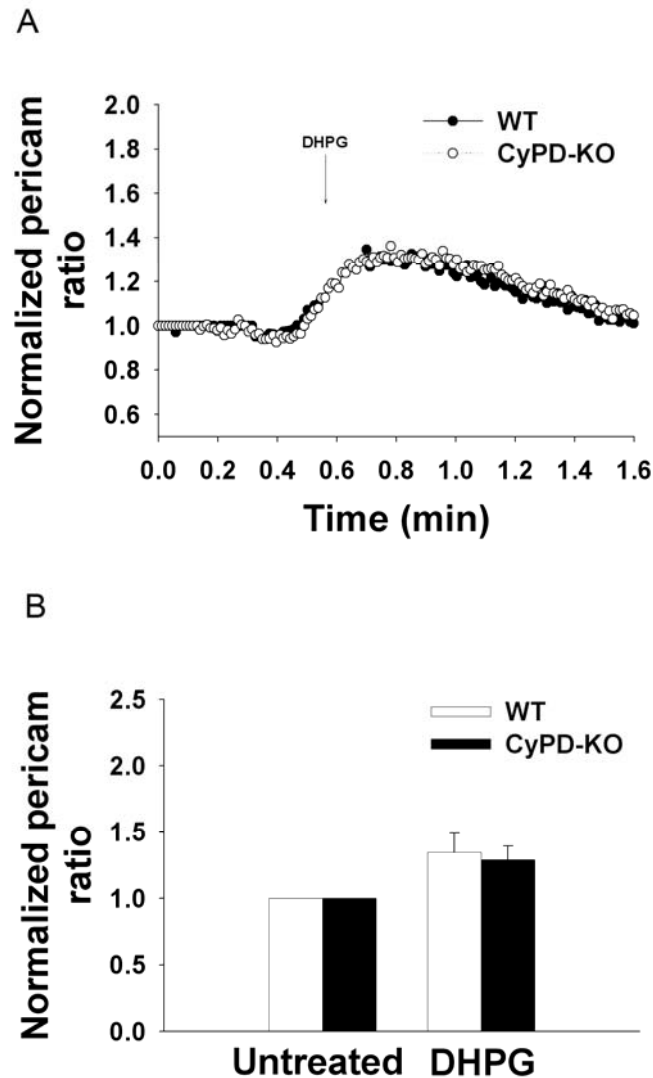 A
Normalized pericam
ratio
2.0
1.8
1.6
1.4
1.2
1.0
0.8
0.6
DHPG
WT
CyPD-KO
0.0 0.2 0.4 0.6 0.8 1.0 1.2 1.4 1.6
Time (min)
B
Normalized pericam
ratio
2.5
2.0
1.5
1.0
0.5
0.0
WT
CyPD-KO
Untreated DHPG